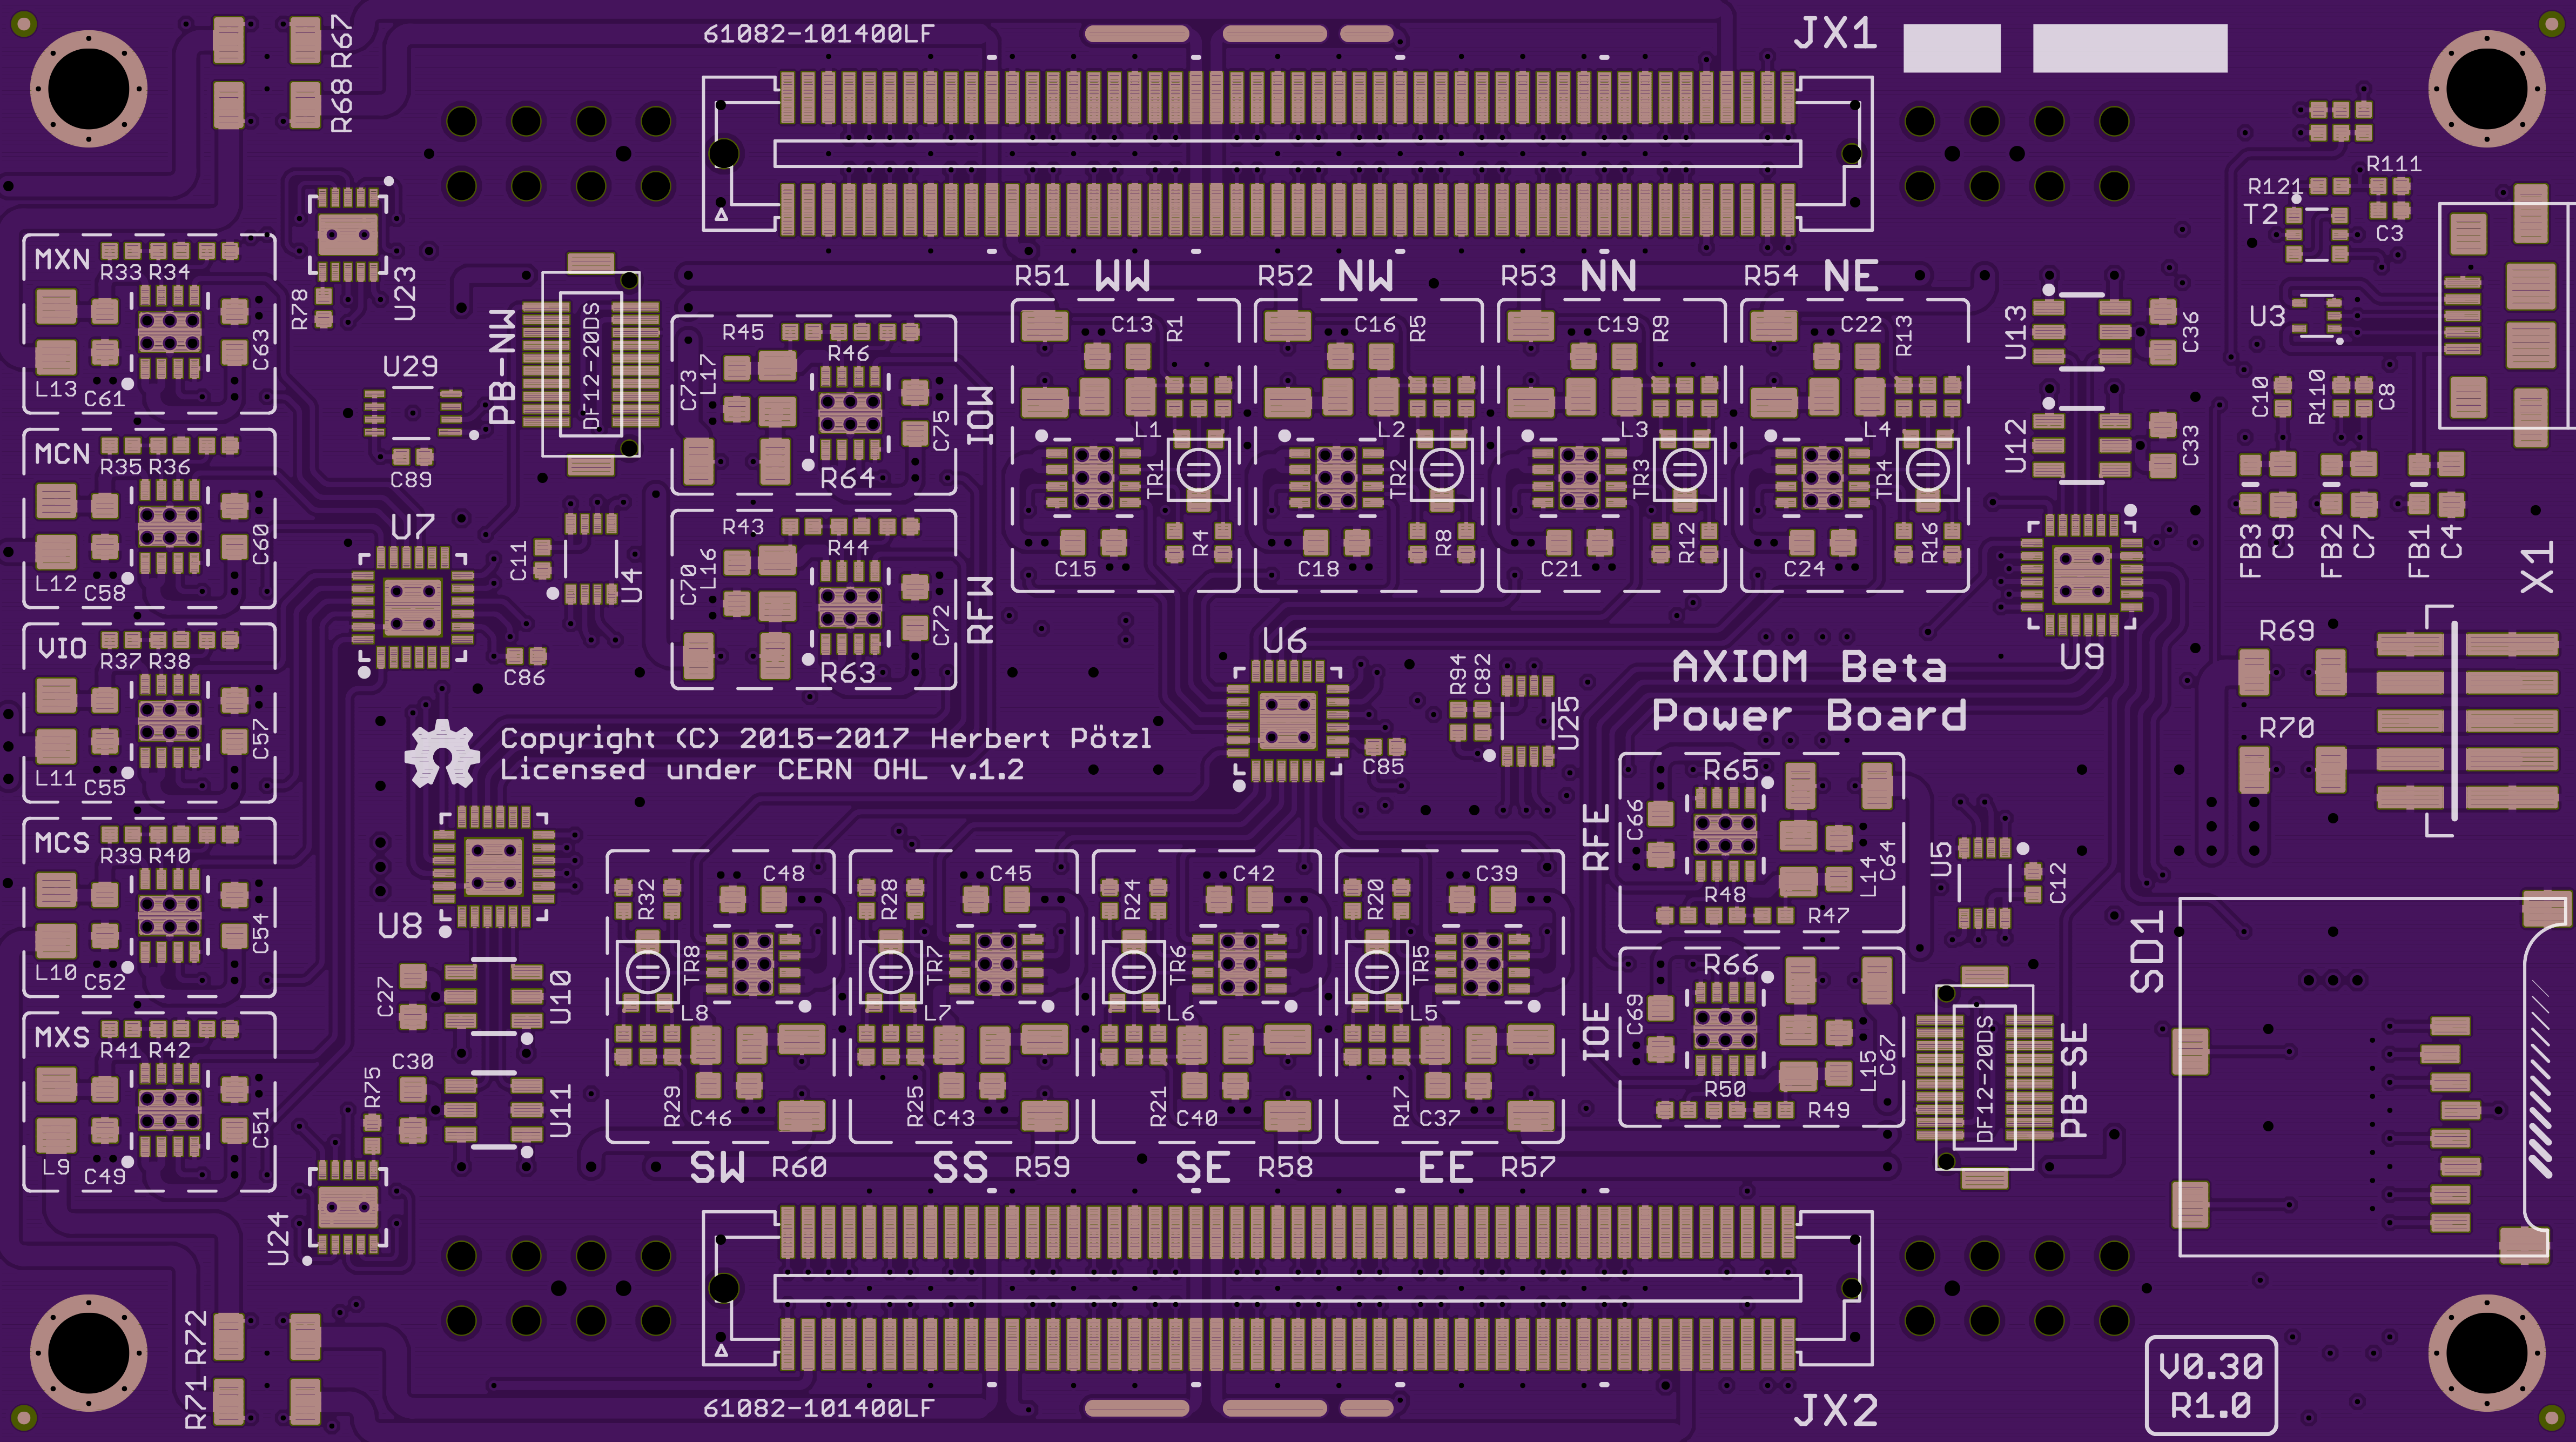 61082-101400LF
JX1
R67
R68
MXN
R33 R34
L13
C61
C63
U23
R78
MCN
R35 R36
L12
C58
C60
VIO
R37 R38
L11
C55
C57
MCS
R39 R40
L10
C52
C54
MXS
R41 R42
L9
C49
C51
U29
C89
PB-NW
DF12-20DS
U7
C11
U4
C86
R45
C73
L17
R46
C75
R64
IOW
R43
C70
L16
R44
C72
R63
RFW
R51 WW
C13
R1
L1
TR1
C15
R4
R52 NW
C16
R5
L2
TR2
C18
R8
R53 NN
C19
R9
L3
TR3
C21
R12
R54 NE
C22
R13
L4
TR4
C24
R16
U13
C36
U12
C33
U9
R121
R111
T2
C3
U3
C10
R110
C8
FB3
C9
FB2
C7
FB1
C4
X1
R69
R70
U6
C85
R94
C82
U25
AXIOM Beta
Power Board
Copyright (C) 2015-2017 Herbert Pötzl
Licensed under CERN OHL v.1.2
U8
C27
U10
C30
U11
R75
U24
R32
C48
TR8
L8
R29
C46
SW R60
R28
C45
TR7
L7
R25
C43
SS R59
R24
C42
TR6
L6
R21
C40
SE R58
R20
C39
TR5
L5
R17
C37
EE R57
RFE
R65
C66
L14
C64
R48
R47
IOE
R66
C69
L15
C67
R50
R49
U5
C12
PB-SE
DF12-20DS
SD1
R72
R71
61082-101400LF
JX2
V0.30
R1.0